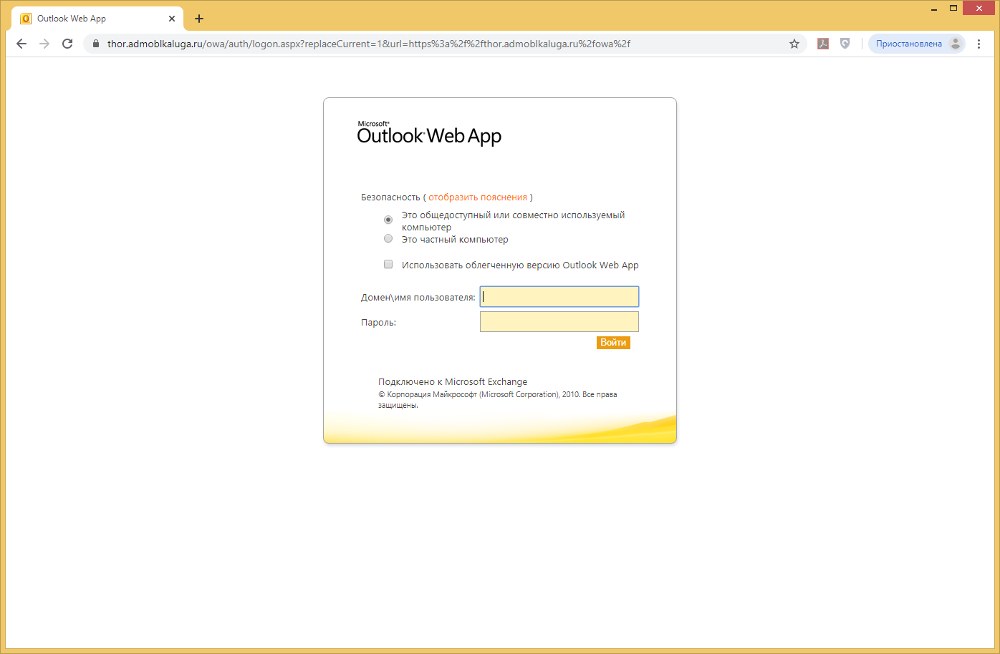 Outlook Web App
thor.admoblkaluga.ru/owa/auth/logon.aspx?replaceCurrent=1&url=https%3a%2f%2fthor.admoblkaluga.ru%2fowa%2f
Приостановлена
Microsoft®
Outlook® Web App
Безопасность ( отобразить пояснения )
Это общедоступный или совместно используемый
компьютер
Это частный компьютер
Использовать облегченную версию Outlook Web App
Домен\имя пользователя:
Пароль:
Войти
Подключено к Microsoft Exchange
© Корпорация Майкрософт (Microsoft Corporation), 2010. Все права
защищены.